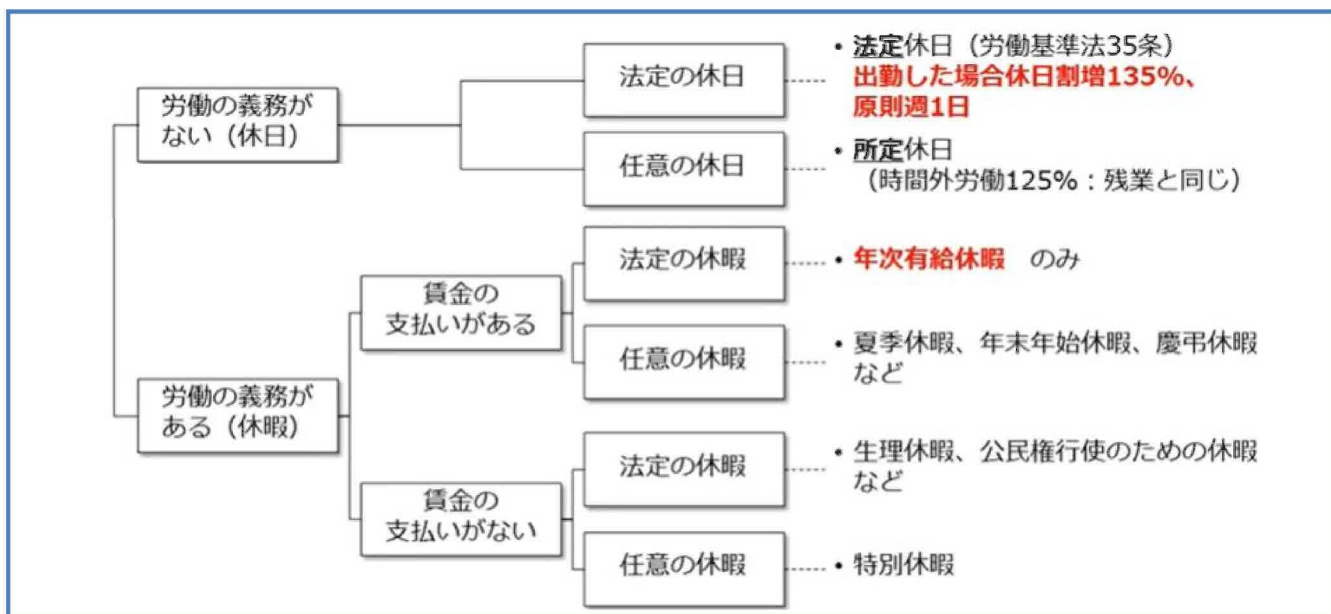 労働の義務が
ない（休日）
法定の休日
• 法定休日（労働基準法35条）
出勤した場合休日割増135%、
原則週1日
任意の休日
• 所定休日
（時間外労働125%：残業と同じ）
労働の義務が
ある（休暇）
賃金の
支払いがある
法定の休暇
• 年次有給休暇　のみ
任意の休暇
• 夏季休暇、年末年始休暇、慶弔休暇
など
賃金の
支払いがない
法定の休暇
• 生理休暇、公民権行使のための休暇
など
任意の休暇
• 特別休暇